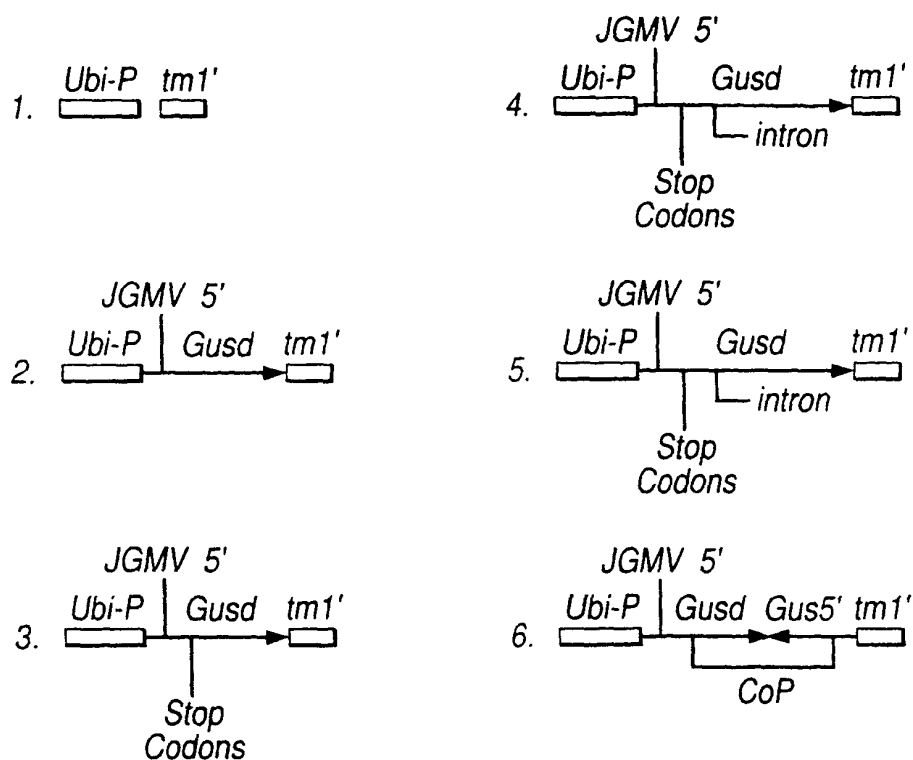 Ubi-P tm1'
1.
JGMV 5'
Ubi-P Gusd tm1'
2.
JGMV 5'
Ubi-P Gusd tm1'
3.
Stop
Codons
JGMV 5'
Ubi-P Gusd tm1'
4.
intron
Stop
Codons
JGMV 5'
Ubi-P Gusd tm1'
5.
intron
Stop
Codons
JGMV 5'
Ubi-P Gusd Gus5' tm1'
6.
CoP